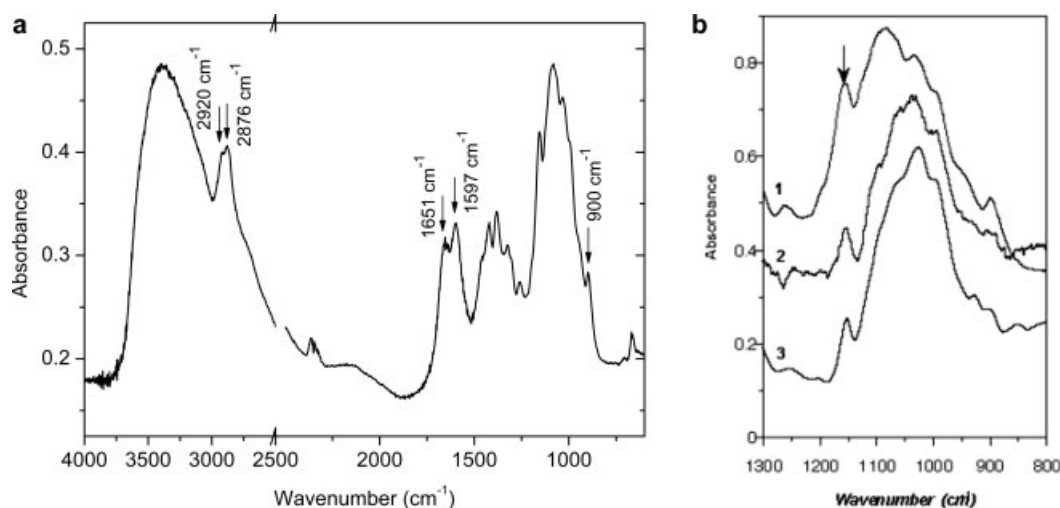 a
Absorbance
0.5
0.4
0.3
0.2
2920 cm⁻¹
2876 cm⁻¹
1651 cm⁻¹
1597 cm⁻¹
900 cm⁻¹
4000 3500 3000 2500 2000 1500 1000
Wavenumber (cm⁻¹)
b
Absorbance
0.8
0.6
0.4
0.2
0
1
2
3
1300 1200 1100 1000 900 800
Wavenumber (cm⁻¹)